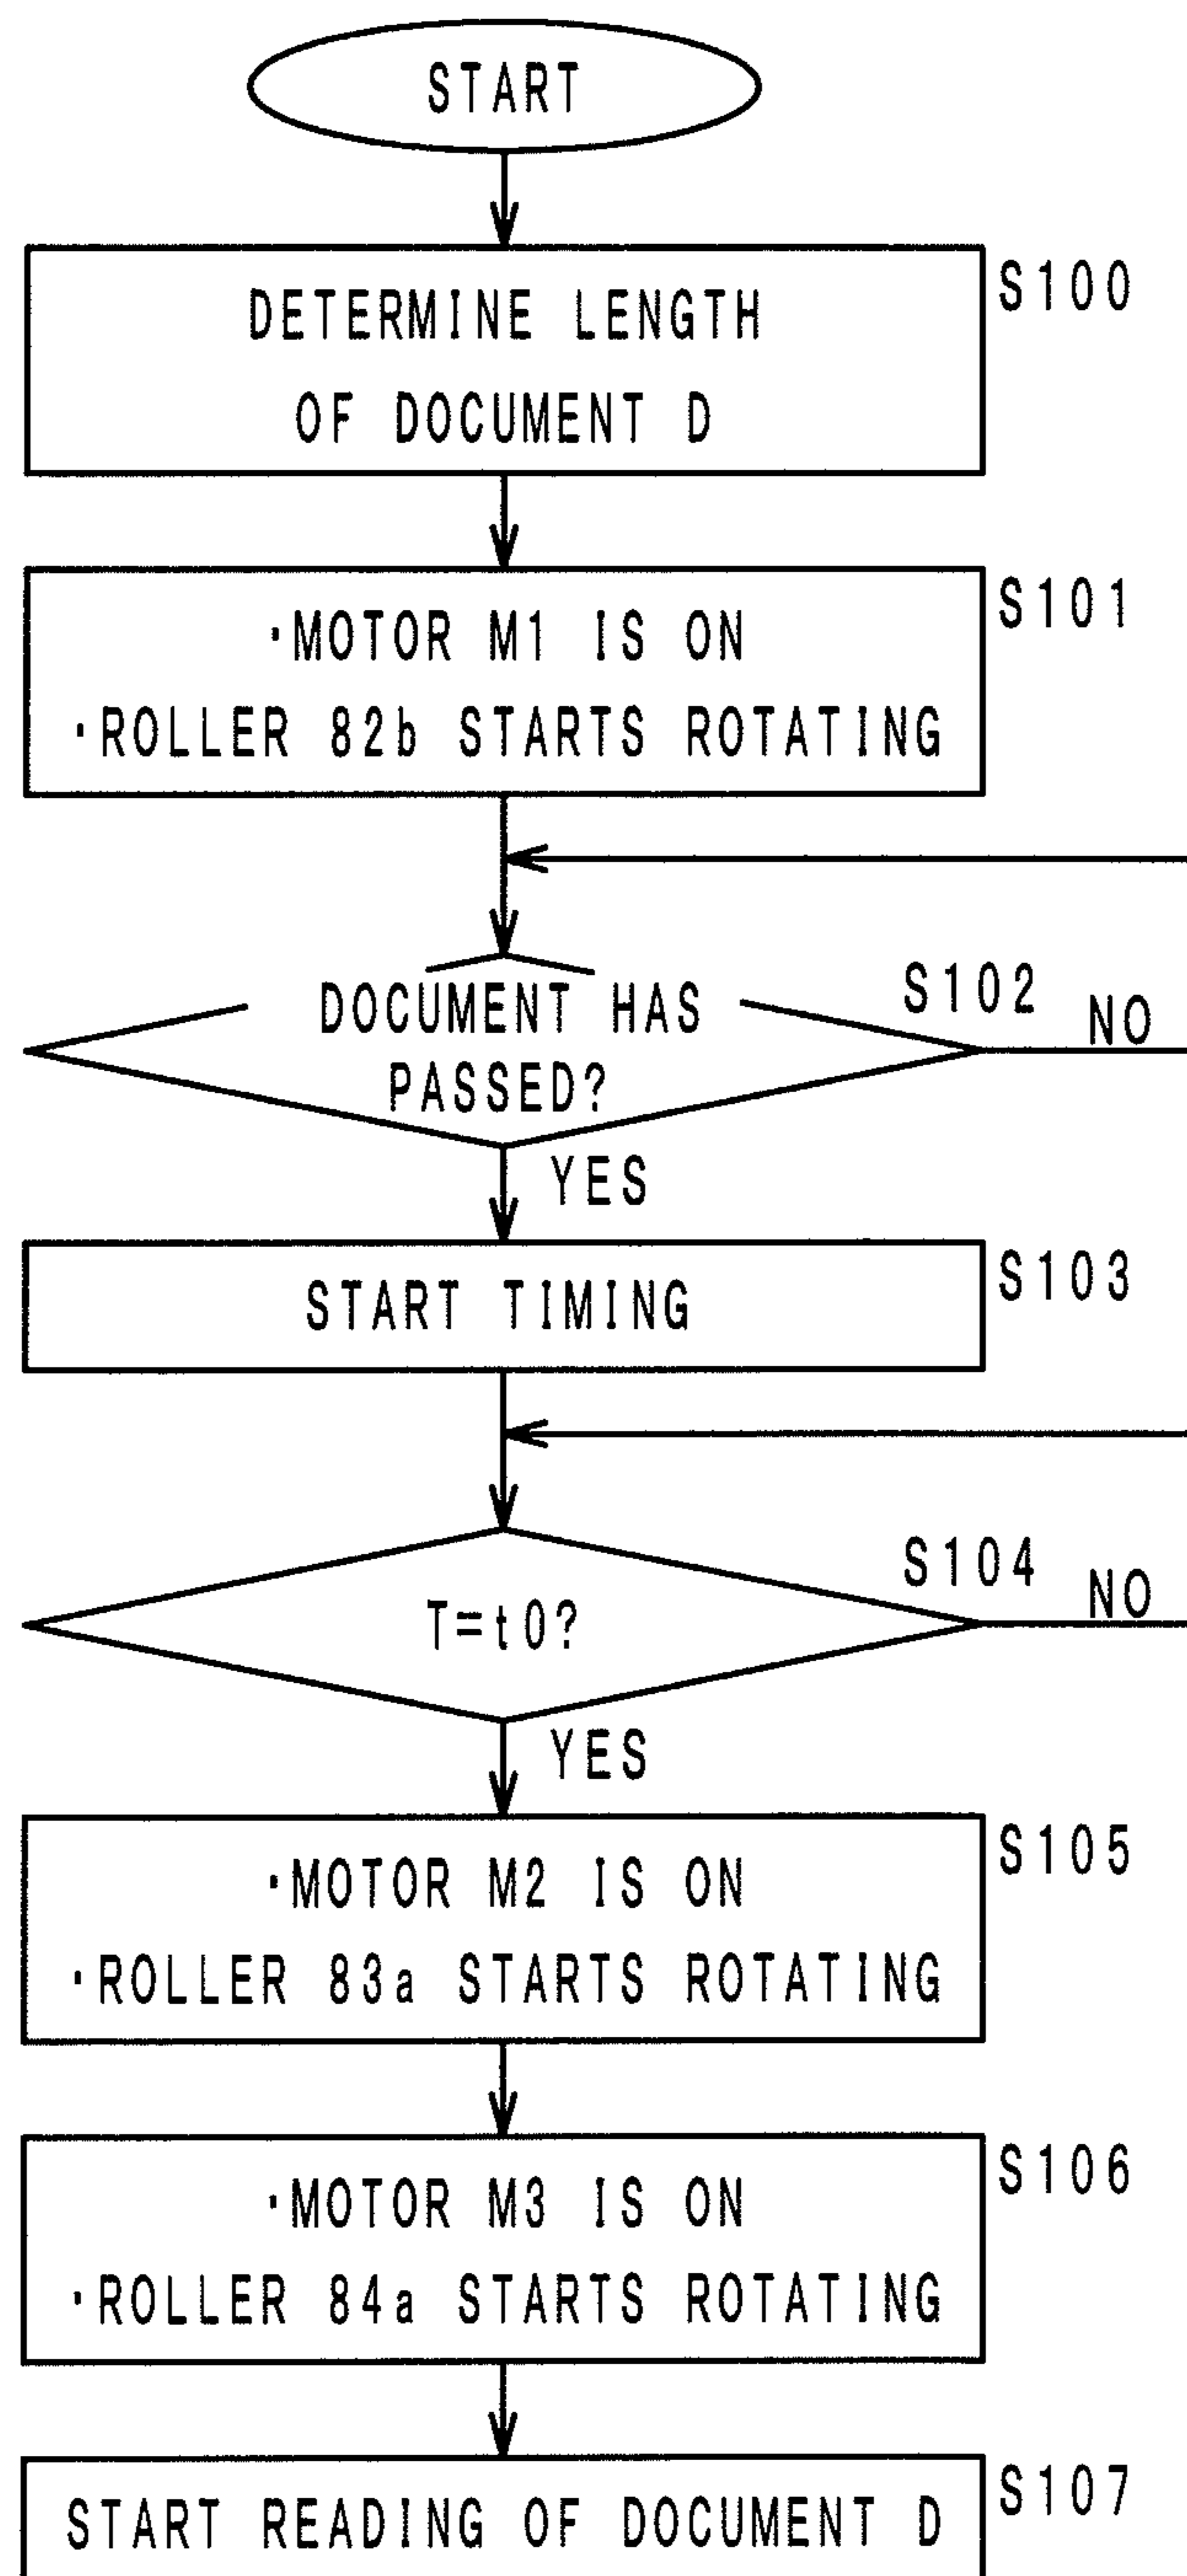 START
S100
DETERMINE LENGTH
OF DOCUMENT D
S101
·MOTOR M1 IS ON
·ROLLER 82b STARTS ROTATING
S102
NO
DOCUMENT HAS
PASSED?
YES
S103
START TIMING
S104
NO
T=t0?
YES
S105
·MOTOR M2 IS ON
·ROLLER 83a STARTS ROTATING
S106
·MOTOR M3 IS ON
·ROLLER 84a STARTS ROTATING
S107
START READING OF DOCUMENT D